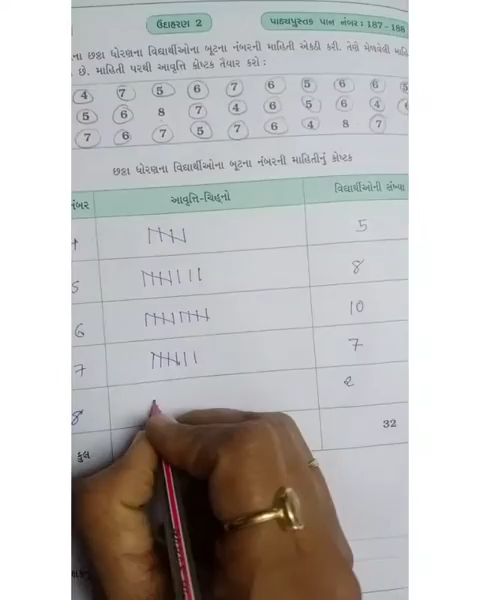 ઉદાહરણ 2 પાઠ્યપુસ્તક પાન નંબર : 187 - 188
ના છઠ્ઠા ધોરણના વિદ્યાર્થીઓના બૂટના નંબરની માહિતી એકઠી કરી. તેણે મેળવેલી
છે. માહિતી પરથી આવૃત્તિ કોષ્ટક તૈયાર કરો :
4 7 5 6 7 6 5 6 6
5 6 8 7 4 6 5 6 4
7 6 7 5 7 6 4 8 7
છઠ્ઠા ધોરણના વિદ્યાર્થીઓના બૂટના નંબરની માહિતીનું કોષ્ટક
નંબર આવૃત્તિ-ચિહ્નો વિદ્યાર્થીઓની સંખ્યા
5
5 8
6 10
7 7
8 ૨
કુલ 32